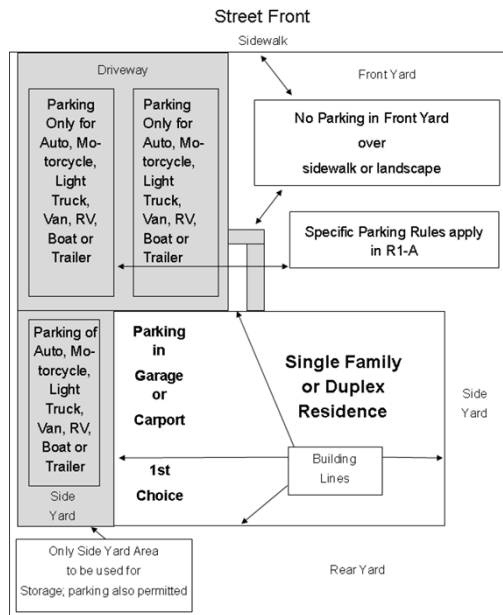 Street Front
Sidewalk
Driveway
Front Yard
Parking
Only for
Auto, Mo-
torcycle,
Light
Truck,
Van, RV,
Boat or
Trailer
Parking
Only for
Auto, Mo-
torcycle,
Light
Truck,
Van, RV,
Boat or
Trailer
No Parking in Front Yard
over
sidewalk or landscape
Specific Parking Rules apply
in R1-A
Parking of
Auto, Mo-
torcycle,
Light
Truck,
Van, RV,
Boat or
Trailer
Side
Yard
Parking
in
Garage
or
Carport
1st
Choice
Single Family
or Duplex
Residence
Building
Lines
Side
Yard
Only Side Yard Area
to be used for
Storage; parking also permitted
Rear Yard